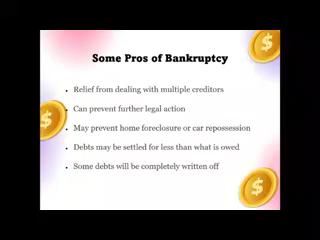 Some Pros of Bankruptcy
Relief from dealing with multiple creditors
Can prevent further legal action
May prevent home foreclosure or car repossession
Debts may be settled for less than what is owed
Some debts will be completely written off